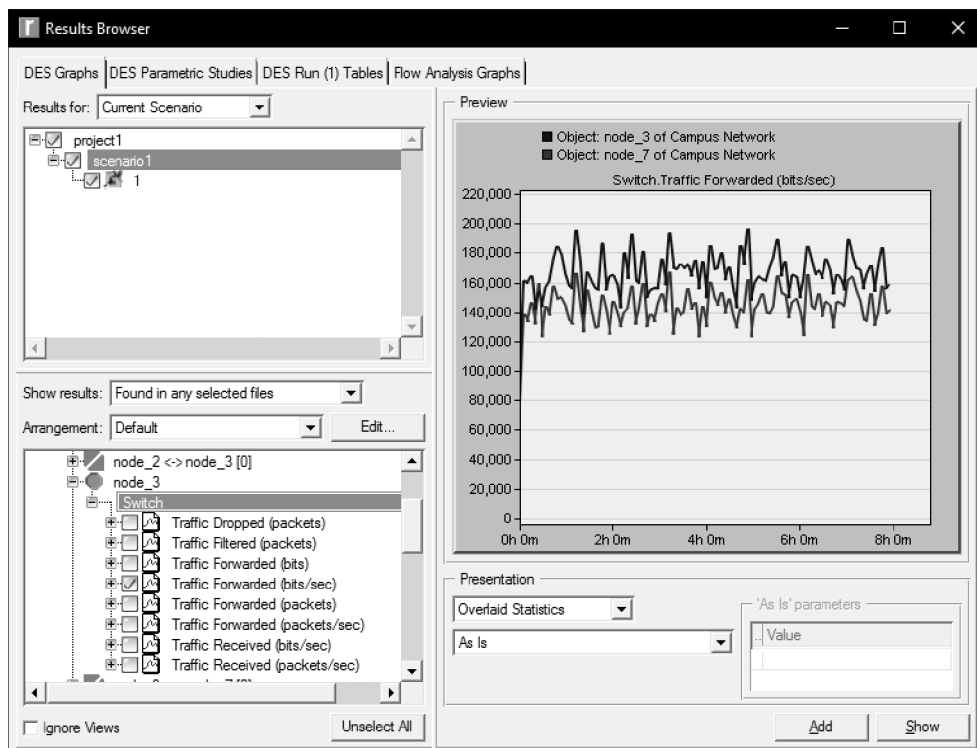 Results Browser
DES Graphs DES Parametric Studies DES Run (1) Tables Flow Analysis Graphs
Results for: Current Scenario
project1
scenario1
1
Show results: Found in any selected files
Arrangement: Default Edit...
node_2 <-> node_3 [0]
node_3
Switch
Traffic Dropped (packets)
Traffic Filtered (packets)
Traffic Forwarded (bits)
Traffic Forwarded (bits/sec)
Traffic Forwarded (packets)
Traffic Forwarded (packets/sec)
Traffic Received (bits/sec)
Traffic Received (packets/sec)
Ignore Views Unselect All
Preview
Object: node_3 of Campus Network
Object: node_7 of Campus Network
Switch.Traffic Forwarded (bits/sec)
220,000
200,000
180,000
160,000
140,000
120,000
100,000
80,000
60,000
40,000
20,000
0
0h 0m 2h 0m 4h 0m 6h 0m 8h 0m
Presentation
Overlaid Statistics
As Is
'As Is' parameters
.. Value
Add Show